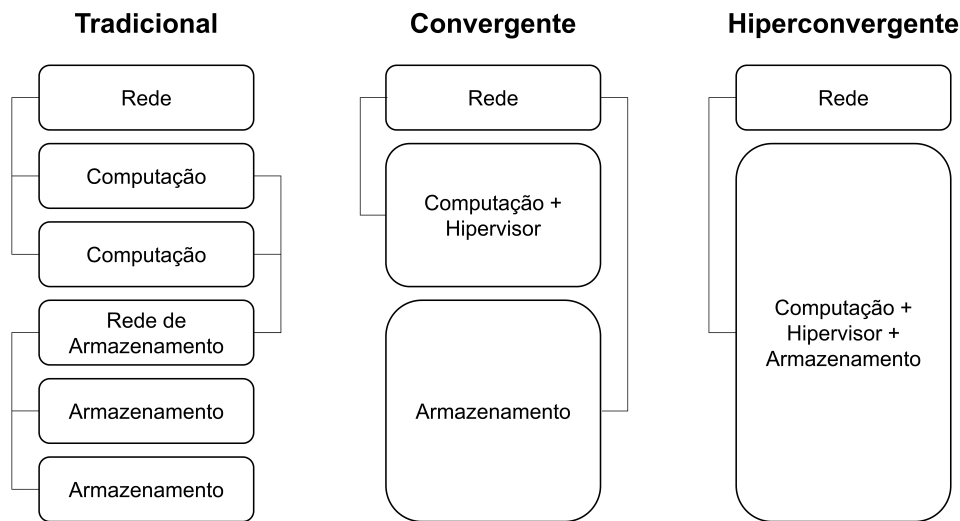 Tradicional
Rede
Computação
Computação
Rede de
Armazenamento
Armazenamento
Armazenamento
Convergente
Rede
Computação +
Hipervisor
Armazenamento
Hiperconvergente
Rede
Computação +
Hipervisor +
Armazenamento